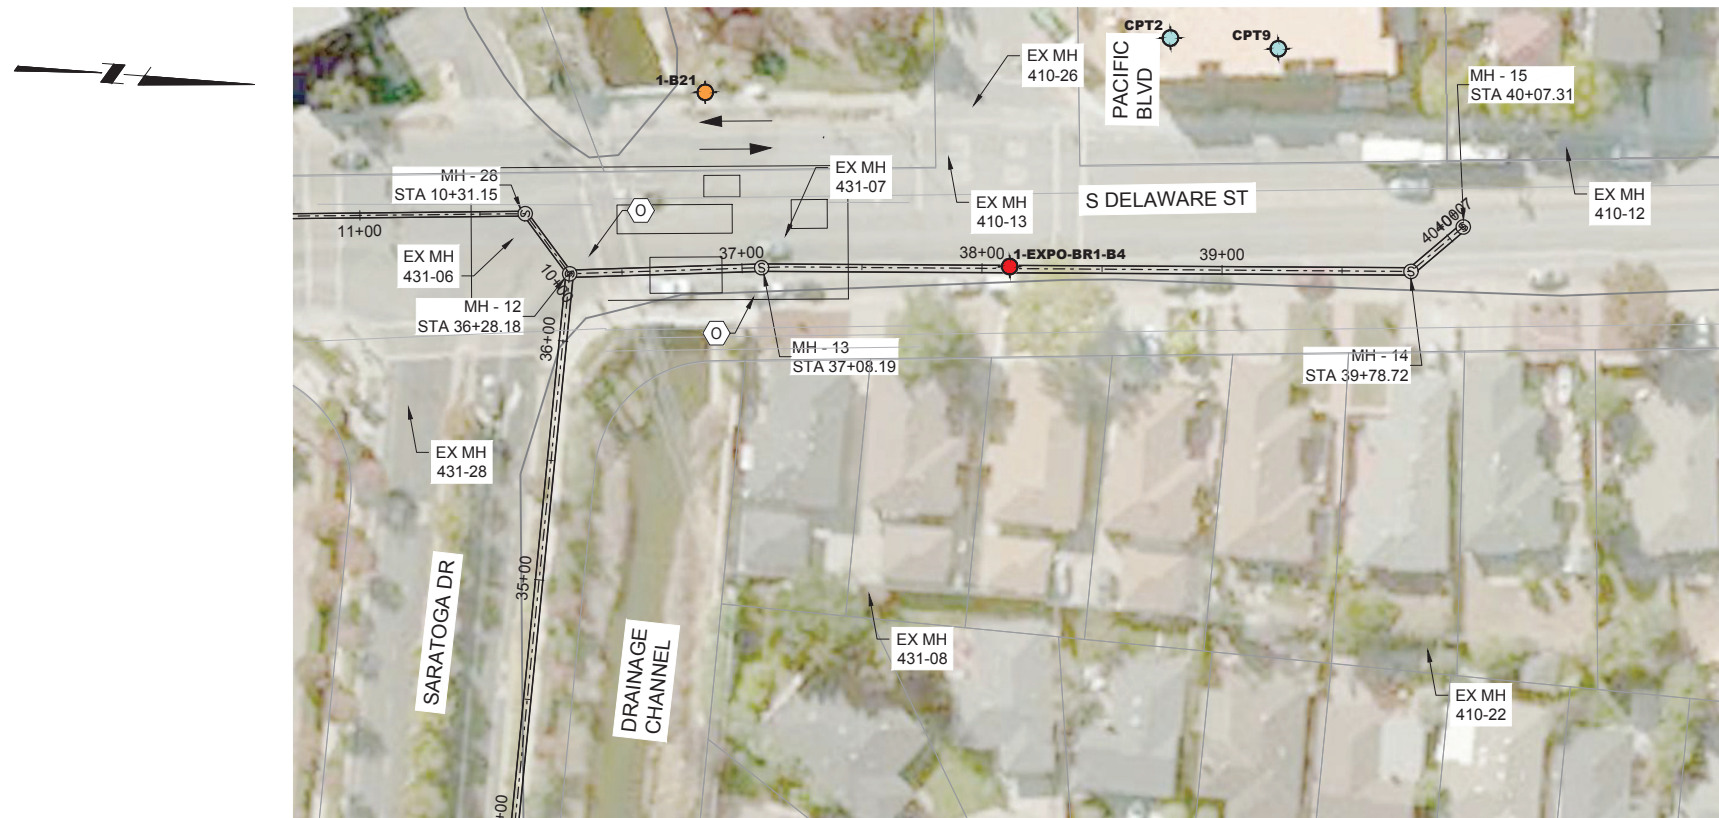 CPT2
CPT9
PACIFIC
BLVD
EX MH
410-26
MH - 15
STA 40+07.31
1-B21
MH - 28
STA 10+31.15
EX MH
431-07
EX MH
410-13
S DELAWARE ST
EX MH
410-12
O
11+00
EX MH
431-06
37+00
38+00
1-EXPO-BR1-B4
39+00
MH - 12
STA 36+28.18
36+00
O
MH - 13
STA 37+08.19
MH - 14
STA 39+78.72
EX MH
431-28
35+00
SARATOGA DR
DRAINAGE
CHANNEL
EX MH
431-08
EX MH
410-22
+00